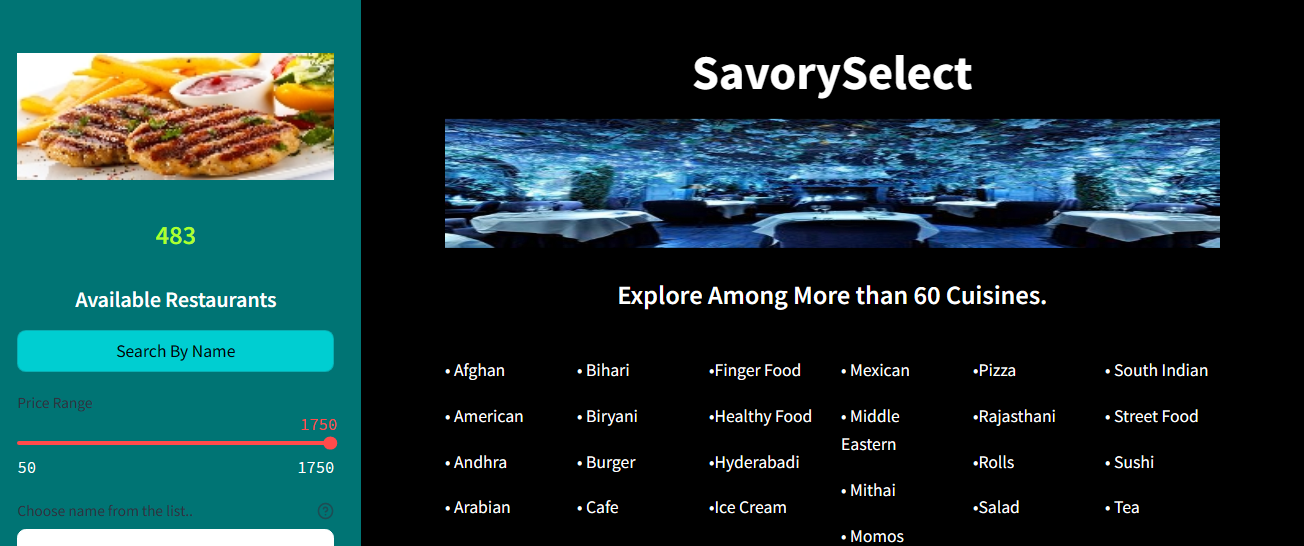 483
Available Restaurants
Search By Name
Price Range
1750
50 1750
Choose name from the list..
SavorySelect
Explore Among More than 60 Cuisines.
• Afghan
• American
• Andhra
• Arabian
• Bihari
• Biryani
• Burger
• Cafe
•Finger Food
•Healthy Food
•Hyderabadi
•Ice Cream
• Mexican
• Middle
Eastern
• Mithai
• Momos
•Pizza
•Rajasthani
•Rolls
•Salad
• South Indian
• Street Food
• Sushi
• Tea